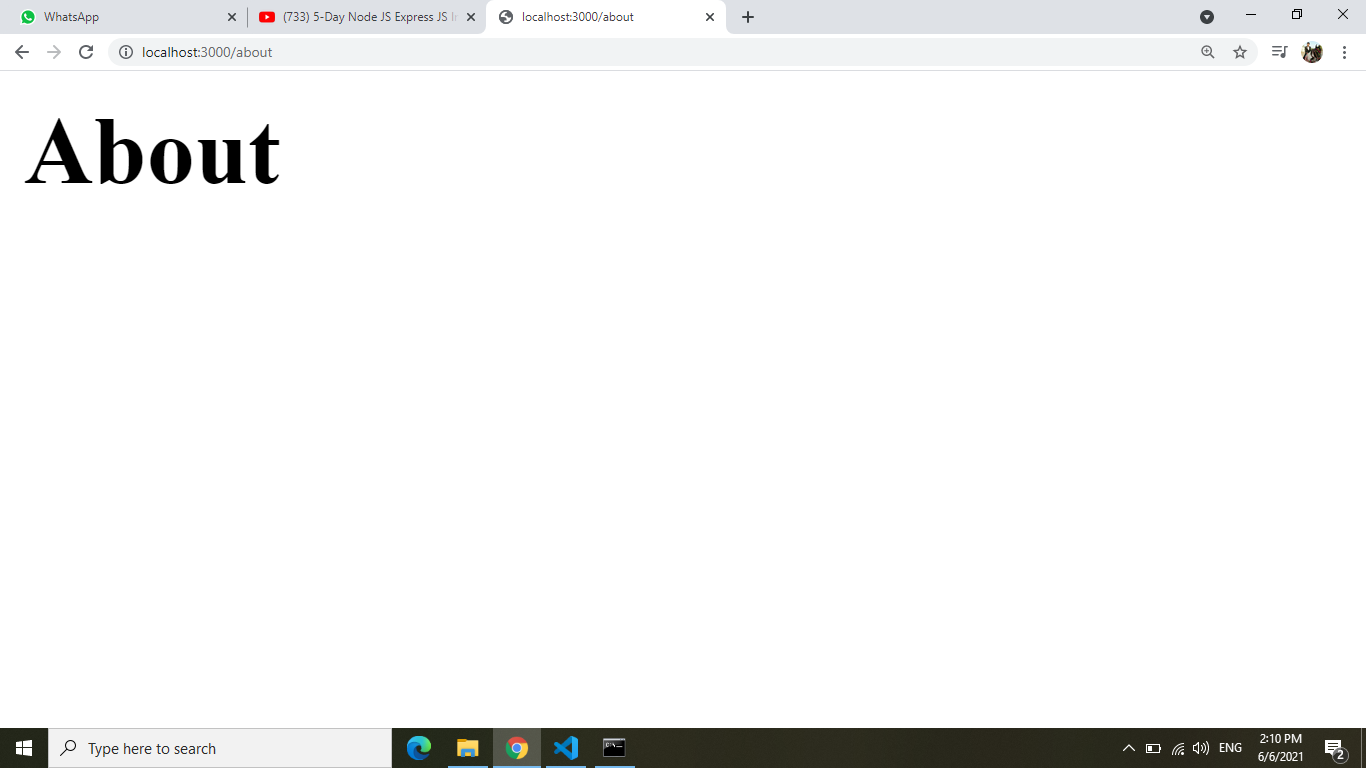 WhatsApp
(733) 5-Day Node JS Express JS
localhost:3000/about
localhost:3000/about
About
Type here to search
ENG
2:10 PM
6/6/2021
2